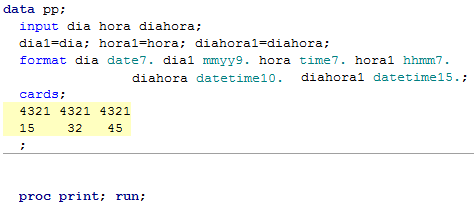 data pp;
input dia hora diahora;
dia1=dia; hora1=hora; diahora1=diahora;
format dia date7. dia1 mmyy9. hora time7. hora1 hhmm7.
diahora datetime10. diahora1 datetime15.;
cards;
4321 4321 4321
15 32 45
;
proc print; run;